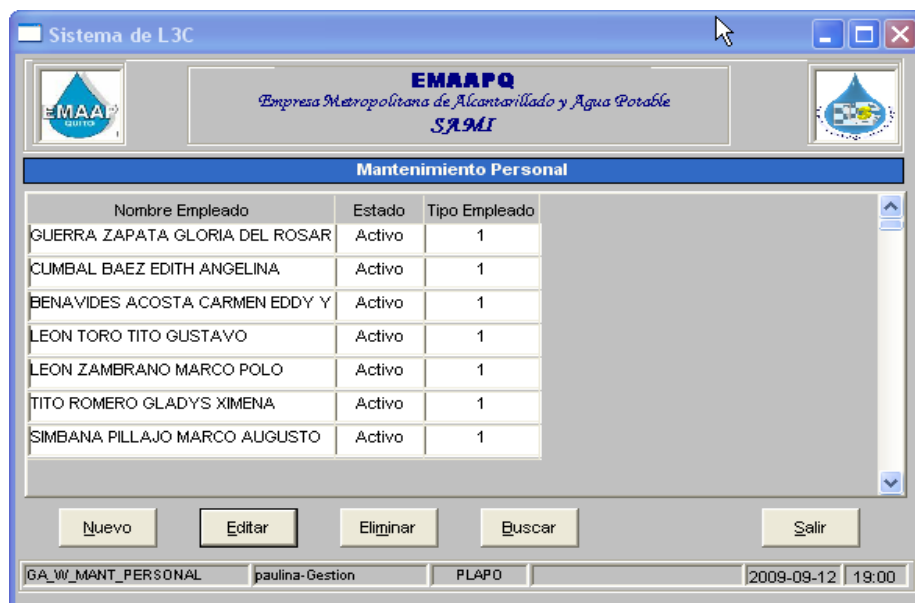 Sistema de L3C
EMAAPQ
Empresa Metropolitana de Alcantarillado y Agua Potable
SAMI
EMAAP
QUITO
Mantenimiento Personal
Nombre Empleado Estado Tipo Empleado
GUERRA ZAPATA GLORIA DEL ROSAR Activo 1
CUMBAL BAEZ EDITH ANGELINA Activo 1
BENAVIDES ACOSTA CARMEN EDDY Y Activo 1
LEON TORO TITO GUSTAVO Activo 1
LEON ZAMBRANO MARCO POLO Activo 1
TITO ROMERO GLADYS XIMENA Activo 1
SIMBANA PILLAJO MARCO AUGUSTO Activo 1
Nuevo Editar Eliminar Buscar Salir
GA_W_MANT_PERSONAL paulina-Gestion PLAPO 2009-09-12 19:00